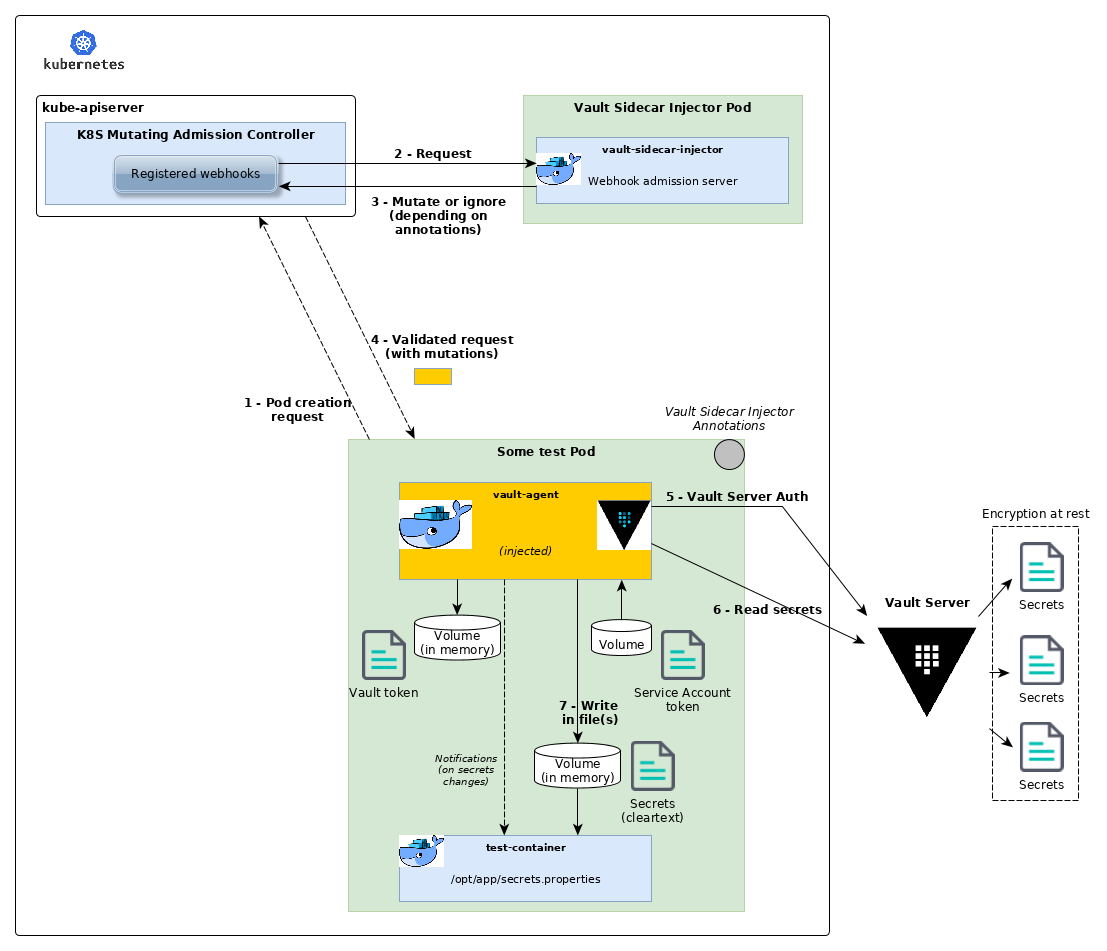 kubernetes
kube-apiserver
K8S Mutating Admission Controller
Registered webhooks
2 - Request
3 - Mutate or ignore
(depending on
annotations)
Vault Sidecar Injector Pod
vault-sidecar-injector
Webhook admission server
4 - Validated request
(with mutations)
1 - Pod creation
request
Vault Sidecar Injector
Annotations
Some test Pod
vault-agent
(injected)
5 - Vault Server Auth
6 - Read secrets
Vault Server
Encryption at rest
Secrets
Secrets
Secrets
Volume
(in memory)
Vault token
Volume
Service Account
token
7 - Write
in file(s)
Notifications
(on secrets
changes)
Volume
(in memory)
Secrets
(cleartext)
test-container
/opt/app/secrets.properties